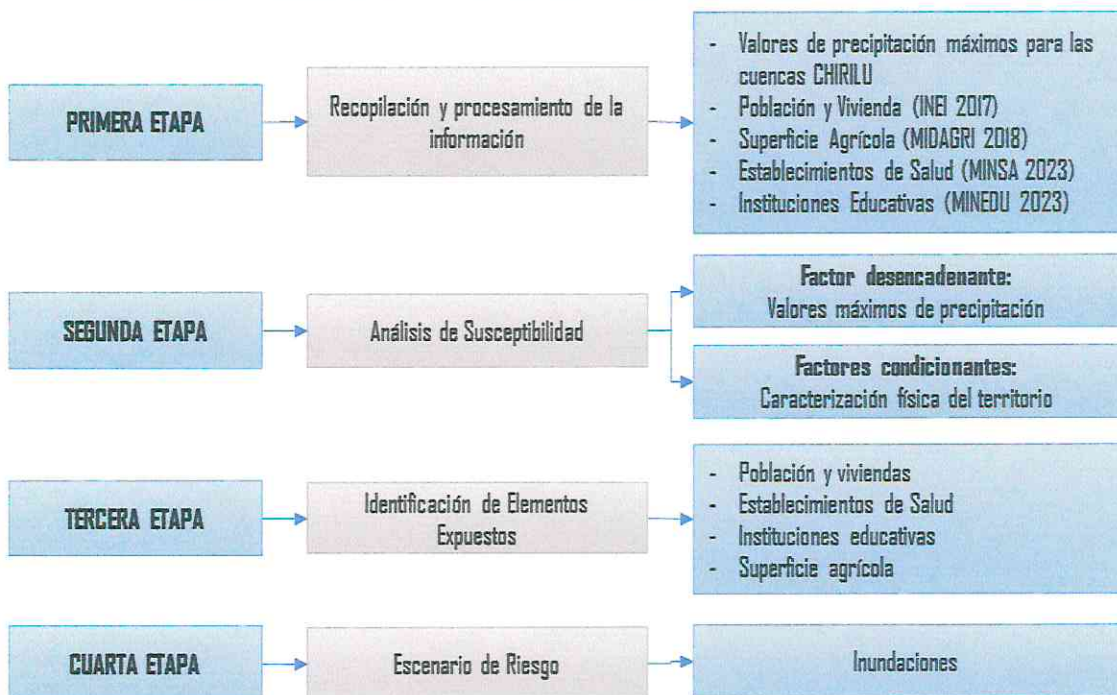 PRIMERA ETAPA
Recopilación y procesamiento de la
información
- Valores de precipitación máximos para las
cuencas CHIRILU
- Población y Vivienda (INEI 2017)
- Superficie Agrícola (MIDAGRI 2018)
- Establecimientos de Salud (MINSA 2023)
- Instituciones Educativas (MINEDU 2023)
SEGUNDA ETAPA
Análisis de Susceptibilidad
Factor desencadenante:
Valores máximos de precipitación
Factores condicionantes:
Caracterización física del territorio
TERCERA ETAPA
Identificación de Elementos
Expuestos
- Población y viviendas
- Establecimientos de Salud
- Instituciones educativas
- Superficie agrícola
CUARTA ETAPA
Escenario de Riesgo
Inundaciones